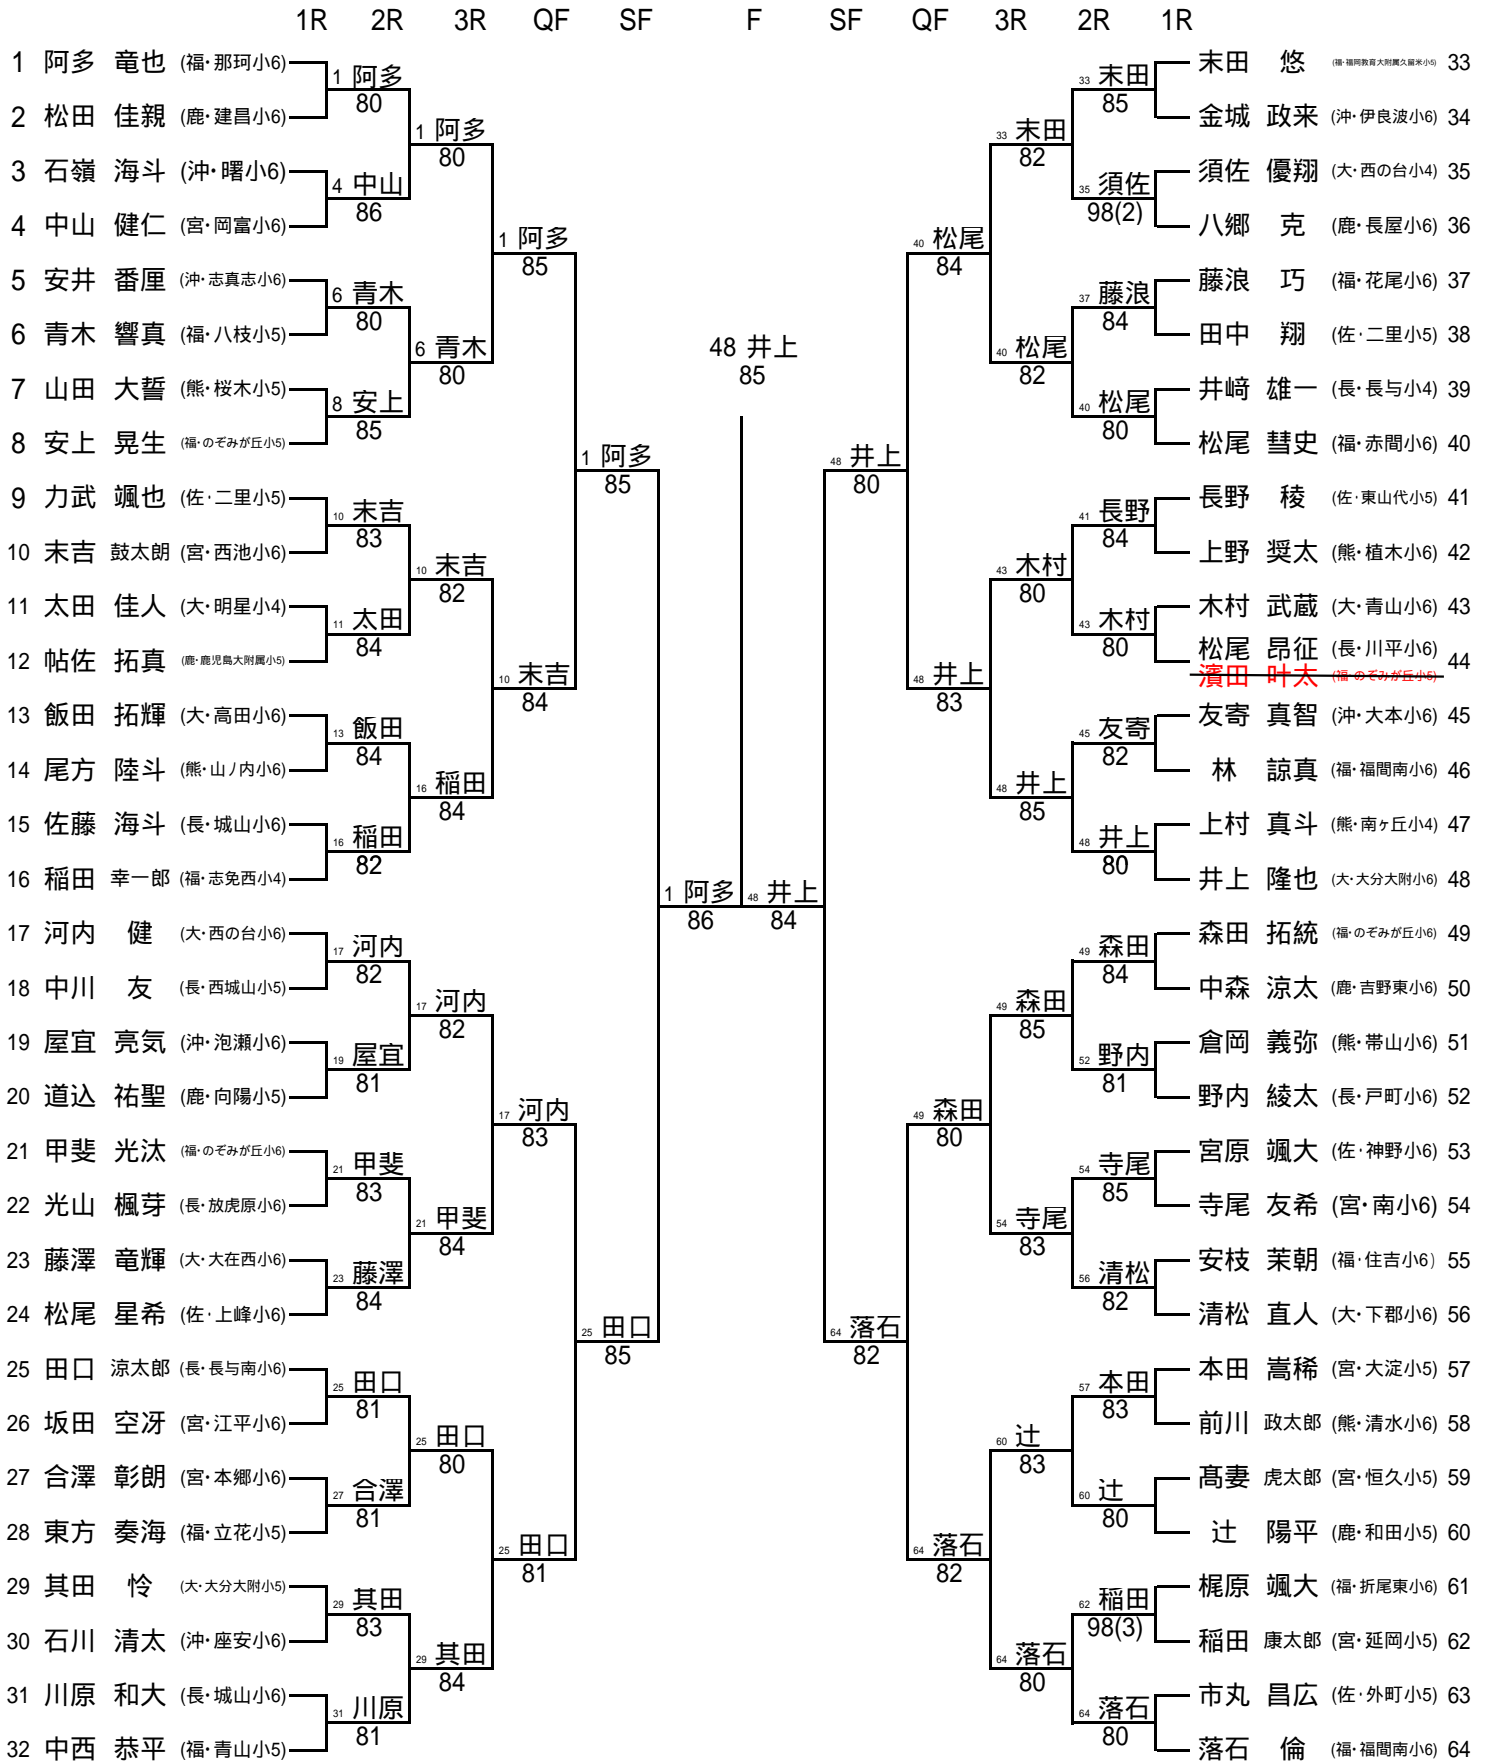 1R 2R 3R QF SF F SF QF 3R 2R 1R
1 阿多 竜也 (福・那珂小6)
2 松田 佳親 (鹿・建昌小6)
3 石嶺 海斗 (沖・曙小6)
4 中山 健仁 (宮・岡富小6)
5 安井 番厘 (沖・志真志小6)
6 青木 響真 (福・八枝小5)
7 山田 大誓 (熊・桜木小5)
8 安上 晃生 (福・のぞみが丘小5)
9 力武 颯也 (佐・二里小5)
10 末吉 鼓太朗 (宮・西池小6)
11 太田 佳人 (大・明星小4)
12 帖佐 拓真 (鹿・鹿児島大附属小5)
13 飯田 拓輝 (大・高田小6)
14 尾方 陸斗 (熊・山ノ内小6)
15 佐藤 海斗 (長・城山小6)
16 稲田 幸一郎 (福・志免西小4)
17 河内 健 (大・西の台小6)
18 中川 友 (長・西城山小5)
19 屋宜 亮気 (沖・泡瀬小6)
20 道込 祐聖 (鹿・向陽小5)
21 甲斐 光汰 (福・のぞみが丘小6)
22 光山 楓芽 (長・放虎原小6)
23 藤澤 竜輝 (大・大在西小6)
24 松尾 星希 (佐・上峰小6)
25 田口 涼太郎 (長・長与南小6)
26 坂田 空冴 (宮・江平小6)
27 合澤 彰朗 (宮・本郷小6)
28 東方 奏海 (福・立花小5)
29 其田 怜 (大・大分大附小5)
30 石川 清太 (沖・座安小6)
31 川原 和大 (長・城山小6)
32 中西 恭平 (福・青山小5)
1 阿多
80
4 中山
86
6 青木
80
8 安上
85
10 末吉
83
11 太田
84
13 飯田
84
16 稲田
82
17 河内
82
19 屋宜
81
21 甲斐
83
23 藤澤
84
25 田口
81
27 合澤
81
29 其田
83
31 川原
81
1 阿多
80
6 青木
80
10 末吉
82
16 稲田
84
17 河内
82
21 甲斐
84
25 田口
80
29 其田
84
1 阿多
85
10 末吉
84
17 河内
83
25 田口
81
1 阿多
85
25 田口
85
1 阿多
86
48 井上
85
48 井上
84
48 井上
80
64 落石
82
40 松尾
84
48 井上
83
49 森田
80
64 落石
82
33 末田
82
40 松尾
82
43 木村
80
48 井上
85
49 森田
85
54 寺尾
83
60 辻
83
64 落石
80
33 末田
85
35 須佐
98(2)
37 藤浪
84
40 松尾
80
41 長野
84
43 木村
80
45 友寄
82
48 井上
80
49 森田
84
52 野内
81
54 寺尾
85
56 清松
82
57 本田
83
60 辻
80
62 稲田
98(3)
64 落石
80
末田 悠 (福・福岡教育大附属久留米小5) 33
金城 政来 (沖・伊良波小6) 34
須佐 優翔 (大・西の台小4) 35
八郷 克 (鹿・長屋小6) 36
藤浪 巧 (福・花尾小6) 37
田中 翔 (佐・二里小5) 38
井﨑 雄一 (長・長与小4) 39
松尾 彗史 (福・赤間小6) 40
長野 稜 (佐・東山代小5) 41
上野 奨太 (熊・植木小6) 42
木村 武蔵 (大・青山小6) 43
松尾 昂征 (長・川平小6) 44
濱田 叶太 (福・のぞみが丘小5)
友寄 真智 (沖・大本小6) 45
林 諒真 (福・福間南小6) 46
上村 真斗 (熊・南ヶ丘小4) 47
井上 隆也 (大・大分大附小6) 48
森田 拓統 (福・のぞみが丘小6) 49
中森 涼太 (鹿・吉野東小6) 50
倉岡 義弥 (熊・帯山小6) 51
野内 綾太 (長・戸町小6) 52
宮原 颯大 (佐・神野小6) 53
寺尾 友希 (宮・南小6) 54
安枝 茉朝 (福・住吉小6) 55
清松 直人 (大・下郡小6) 56
本田 嵩稀 (宮・大淀小5) 57
前川 政太郎 (熊・清水小6) 58
髙妻 虎太郎 (宮・恒久小5) 59
辻 陽平 (鹿・和田小5) 60
梶原 颯大 (福・折尾東小6) 61
稲田 康太郎 (宮・延岡小5) 62
市丸 昌広 (佐・外町小5) 63
落石 倫 (福・福間南小6) 64